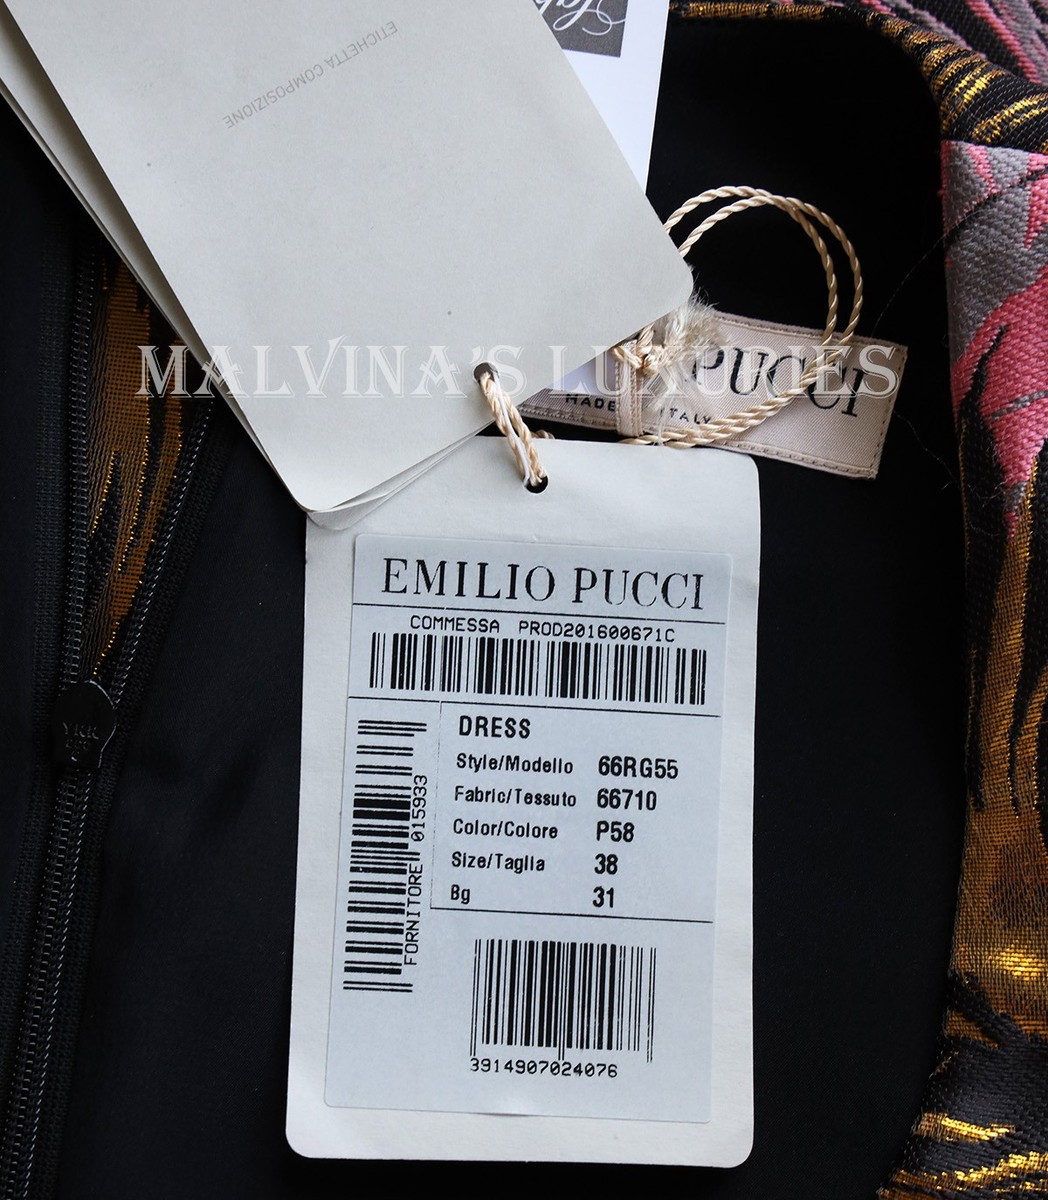 ETICHETTA COMPOSIZIONE
MALVINA'S LUXURIES
PUCCI
MADE ITALY
EMILIO PUCCI
COMMESSA PROD201600671C
DRESS
Style/Modello 66RG55
Fabric/Tessuto 66710
Color/Colore P58
Size/Taglia 38
Bg 31
FORNITORE 015933
3914907024076